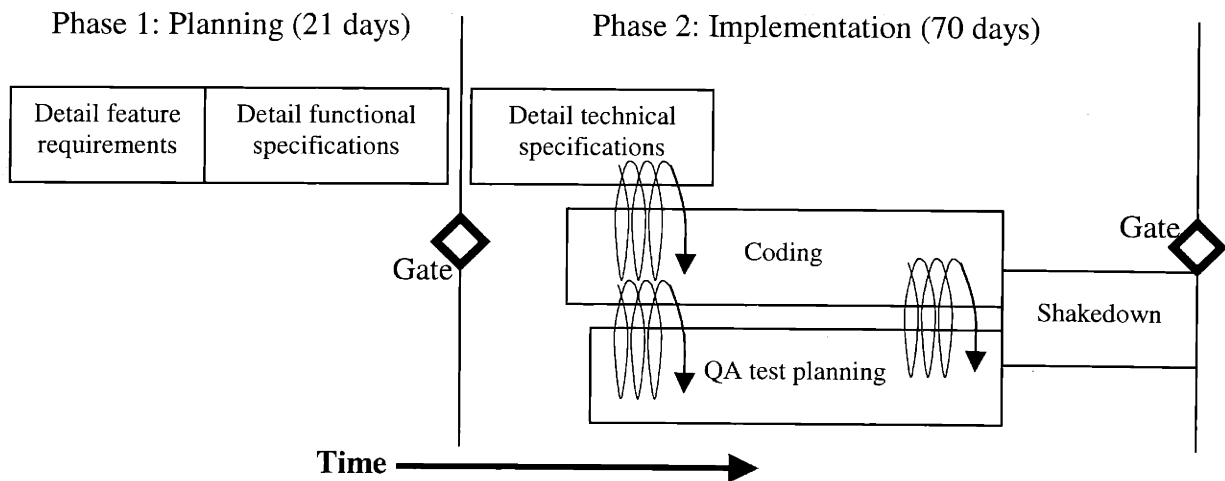 Phase 1: Planning (21 days)
Phase 2: Implementation (70 days)
Detail feature
requirements
Detail functional
specifications
Detail technical
specifications
Gate
Coding
Gate
Shakedown
QA test planning
Time